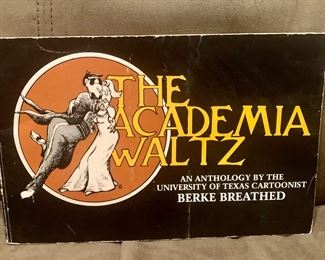 THE
ACADEMIA
WALTZ
AN ANTHOLOGY BY THE
UNIVERSITY OF TEXAS CARTOONIST
BERKE BREATHED